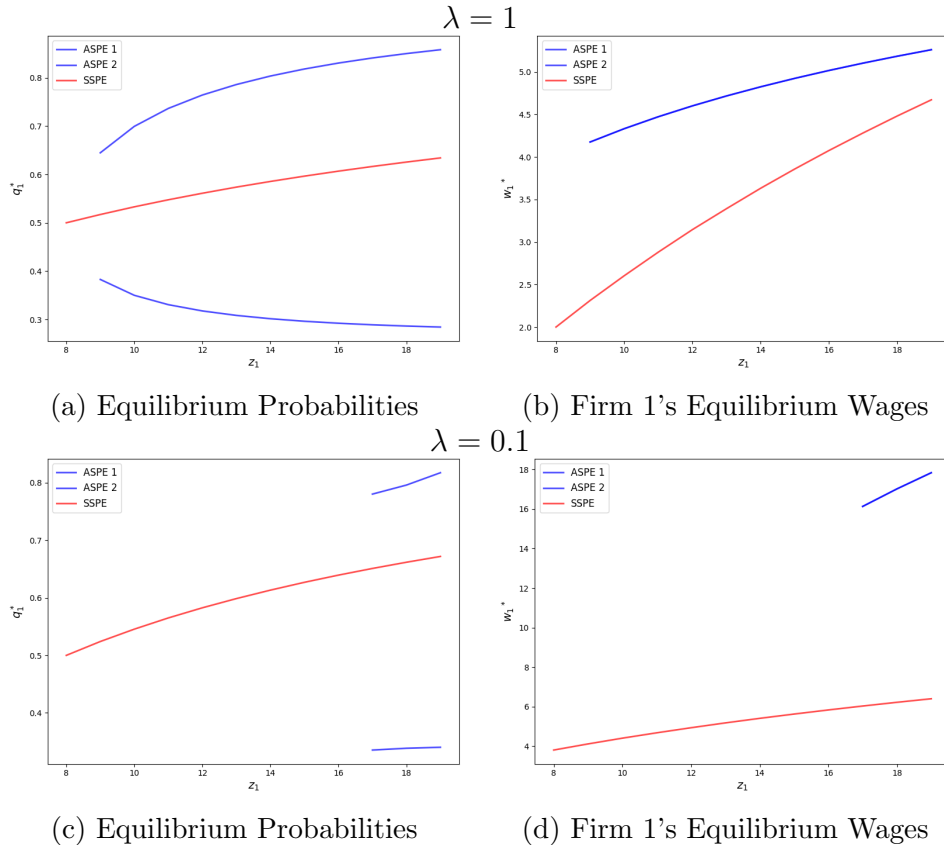 λ = 1
ASPE 1
ASPE 2
SSPE
0.8
0.7
0.6
0.5
0.4
0.3
q₁*
8 10 12 14 16 18
z₁
(a) Equilibrium Probabilities
ASPE 1
ASPE 2
SSPE
5.0
4.5
4.0
3.5
3.0
2.5
2.0
w₁*
8 10 12 14 16 18
z₁
(b) Firm 1's Equilibrium Wages
λ = 0.1
ASPE 1
ASPE 2
SSPE
0.8
0.7
0.6
0.5
0.4
q₁*
8 10 12 14 16 18
z₁
(c) Equilibrium Probabilities
ASPE 1
ASPE 2
SSPE
18
16
14
12
10
8
6
4
w₁*
8 10 12 14 16 18
z₁
(d) Firm 1's Equilibrium Wages